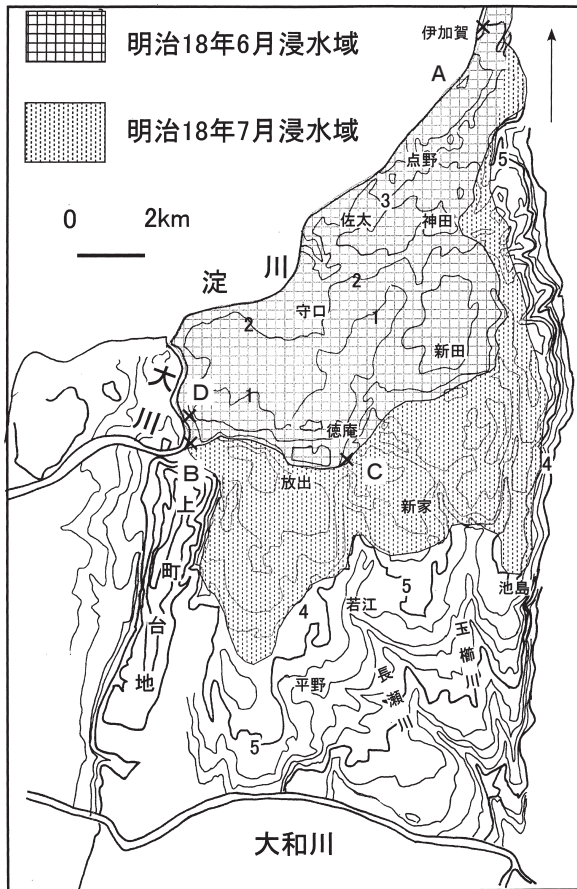 明治18年6月浸水域
明治18年7月浸水域
0 2km
伊加賀
A
点野
5
3
佐太
神田
淀川
2
守口
1
2
新田
大川
D
1
徳庵
4
B
放出
C
新家
上町台地
池島
若江
5
4
玉櫛川
平野
長瀬川
5
大和川